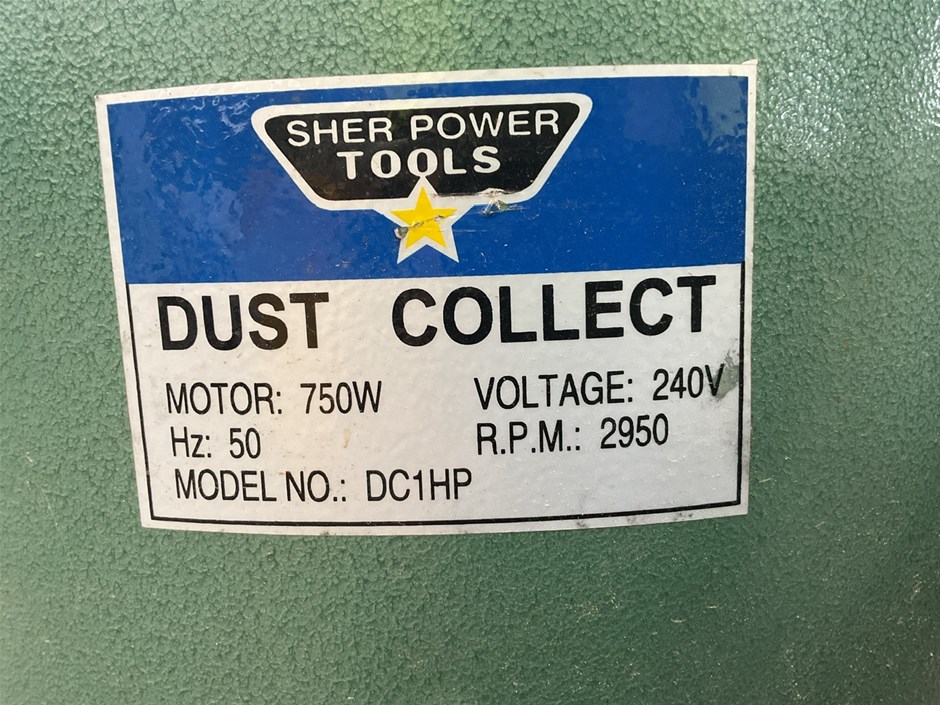 SHER POWER
TOOLS
DUST COLLECT
MOTOR: 750W VOLTAGE: 240V
Hz: 50 R.P.M.: 2950
MODEL NO.: DC1HP